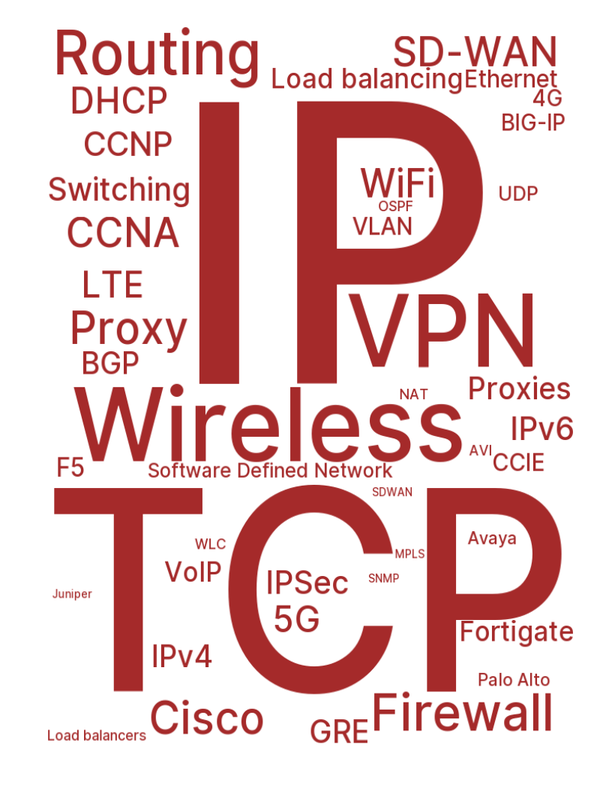 Routing
SD-WAN
Load balancing
Ethernet
DHCP
4G
BIG-IP
CCNP
IP
WiFi
Switching
UDP
OSPF
VLAN
CCNA
LTE
VPN
Proxy
BGP
Proxies
NAT
Wireless
IPv6
AVI
CCIE
F5
Software Defined Network
SDWAN
TCP
Avaya
WLC
MPLS
VoIP
SNMP
IPSec
Juniper
5G
Fortigate
IPv4
Palo Alto
Firewall
Cisco
GRE
Load balancers